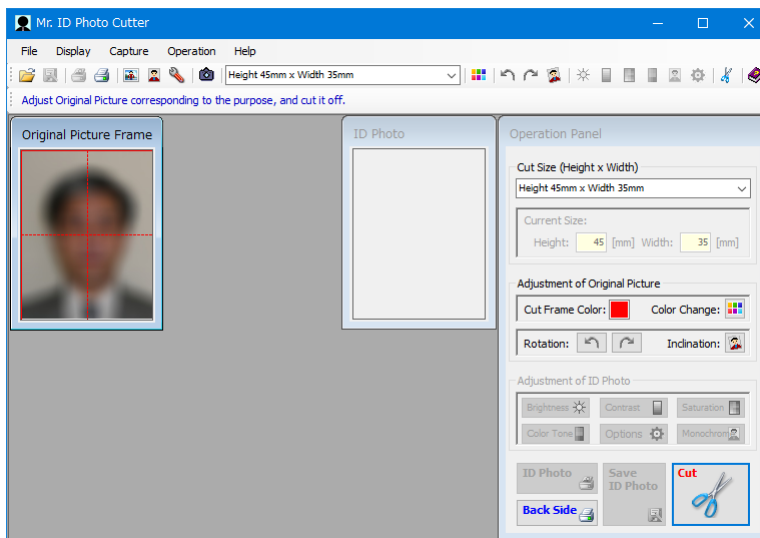 Mr. ID Photo Cutter
File Display Capture Operation Help
Height 45mm x Width 35mm
Adjust Original Picture corresponding to the purpose, and cut it off.
Original Picture Frame
ID Photo
Operation Panel
Cut Size (Height x Width)
Height 45mm x Width 35mm
Current Size:
Height: 45 [mm] Width: 35 [mm]
Adjustment of Original Picture
Cut Frame Color: Color Change:
Rotation: Inclination:
Adjustment of ID Photo
Brightness Contrast Saturation
Color Tone Options Monochrom
ID Photo
Save
ID Photo
Cut
Back Side